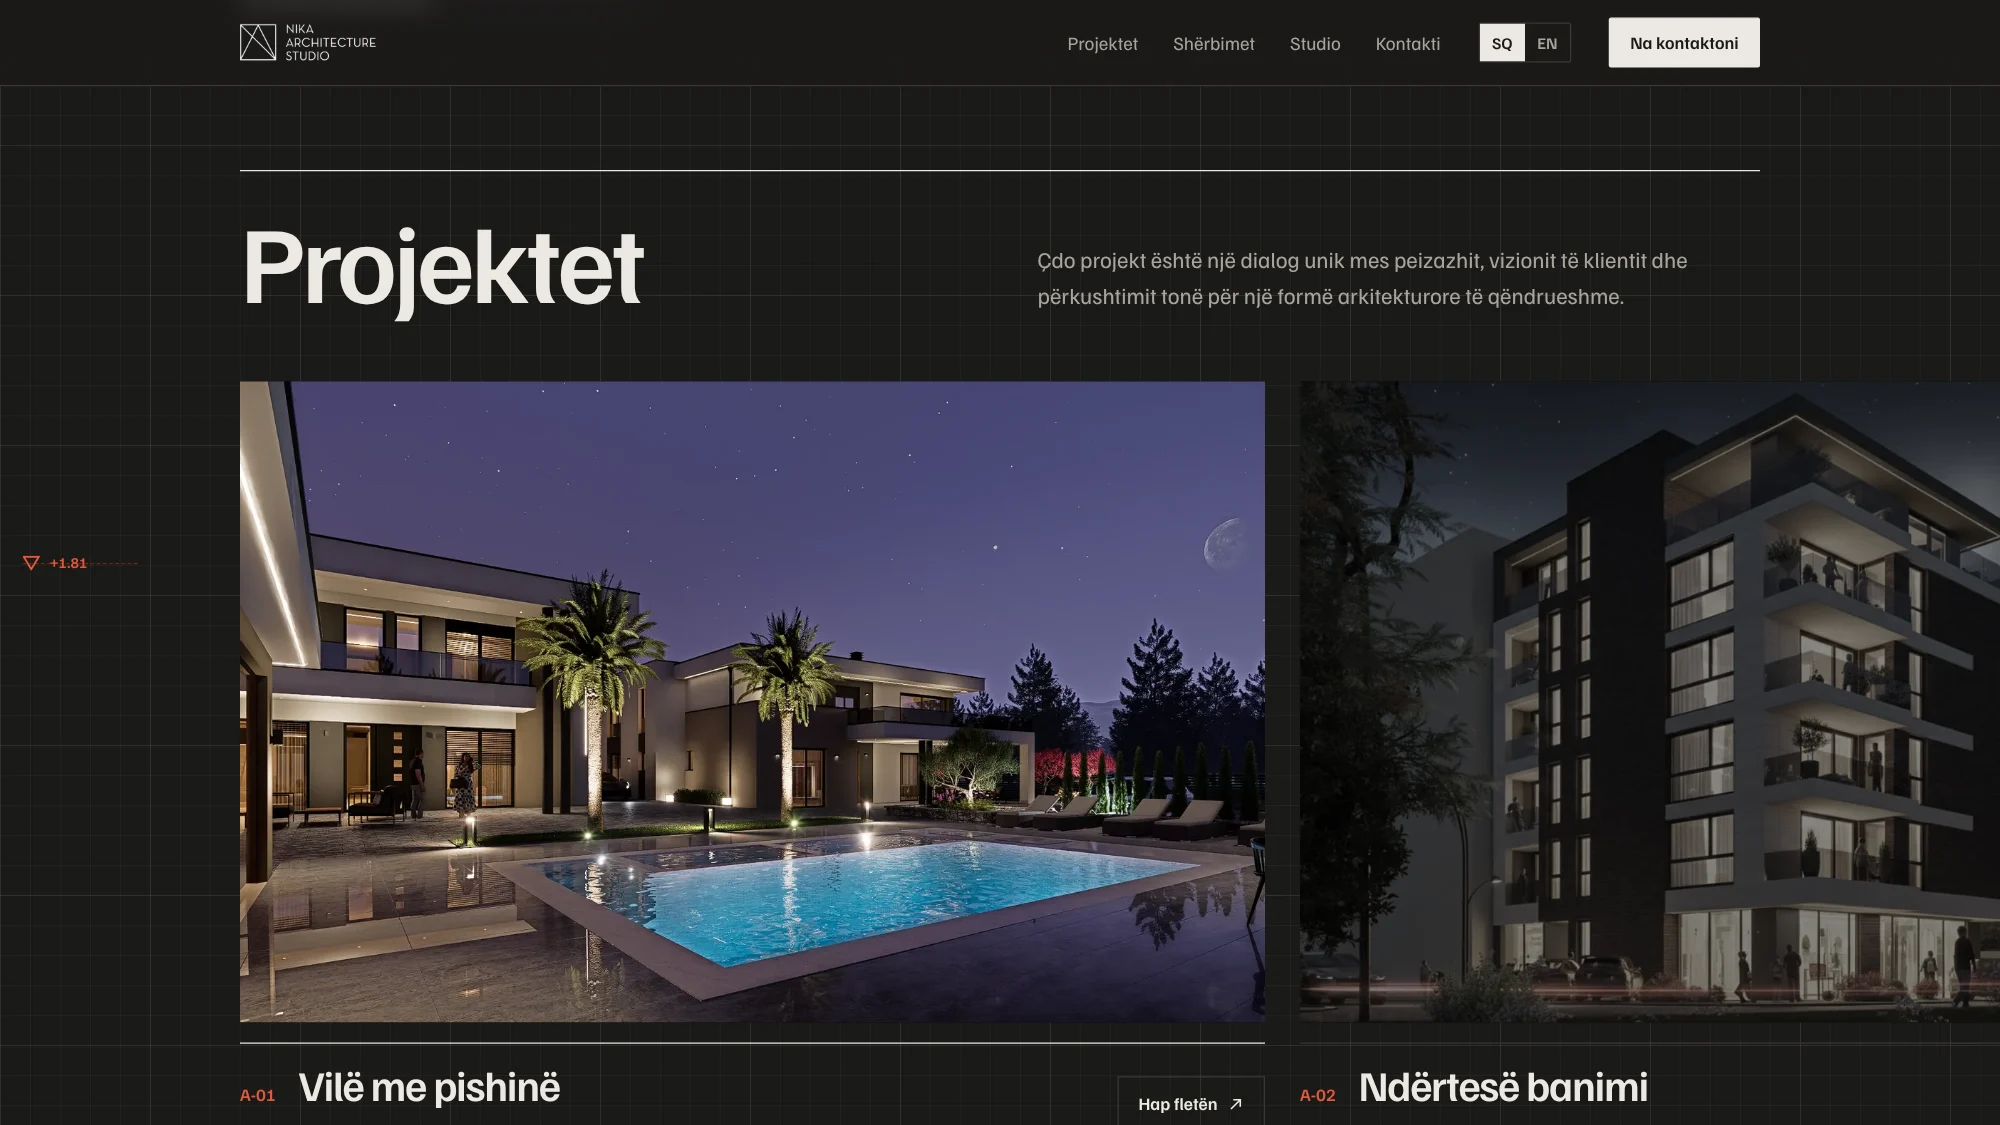 NIKA
ARCHITECTURE
STUDIO
Projektet
Shërbimet
Studio
Kontakti
SQ
EN
Na kontaktoni
Projektet
Çdo projekt është një dialog unik mes peizazhit, vizionit të klientit dhe
përkushtimit tonë për një formë arkitekturore të qëndrueshme.
+1.81
A-01 Vilë me pishinë
Hap fletën
A-02 Ndërtesë banimi